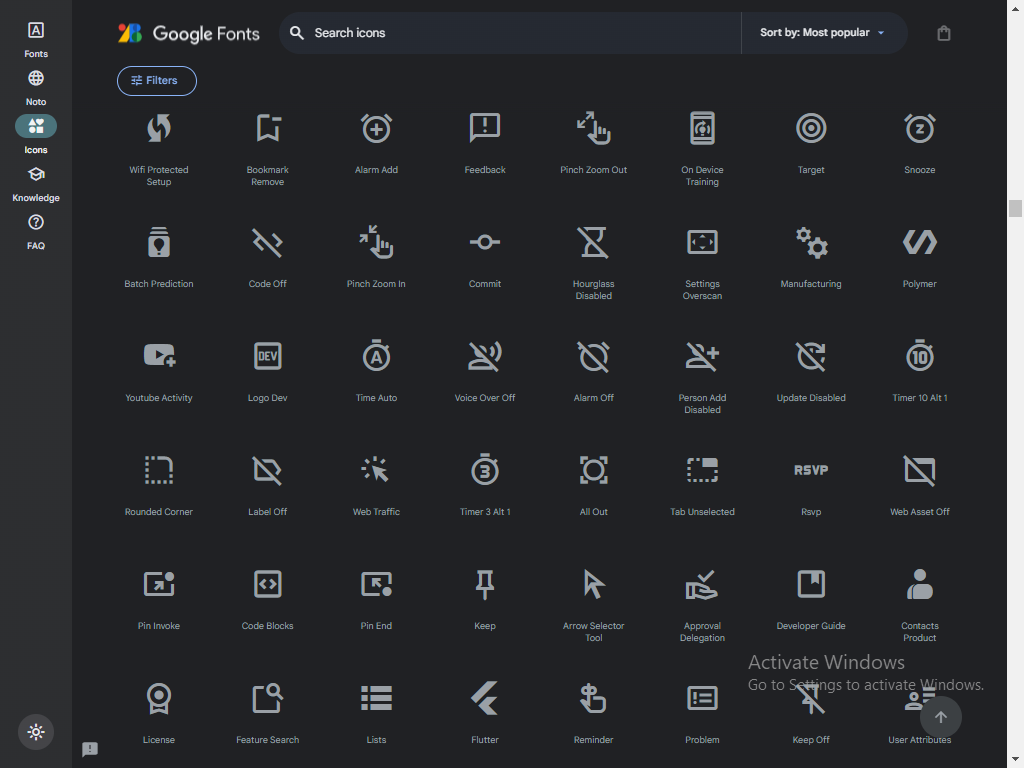 Google Fonts
Search icons
Sort by: Most popular
Fonts
Noto
Icons
Knowledge
FAQ
Filters
Wifi Protected
Setup
Bookmark
Remove
Alarm Add
Feedback
Pinch Zoom Out
On Device
Training
Target
Z
Snooze
Batch Prediction
Code Off
Pinch Zoom In
Commit
Hourglass
Disabled
Settings
Overscan
Manufacturing
Polymer
Youtube Activity
DEV
Logo Dev
A
Time Auto
Voice Over Off
Alarm Off
Person Add
Disabled
Update Disabled
10
Timer 10 Alt 1
Rounded Corner
Label Off
Web Traffic
3
Timer 3 Alt 1
All Out
Tab Unselected
RSVP
Rsvp
Web Asset Off
Pin Invoke
Code Blocks
Pin End
Keep
Arrow Selector
Tool
Approval
Delegation
Developer Guide
Contacts
Product
Activate Windows
Go to Settings to activate Windows.
License
Feature Search
Lists
Flutter
Reminder
Problem
Keep Off
User Attributes